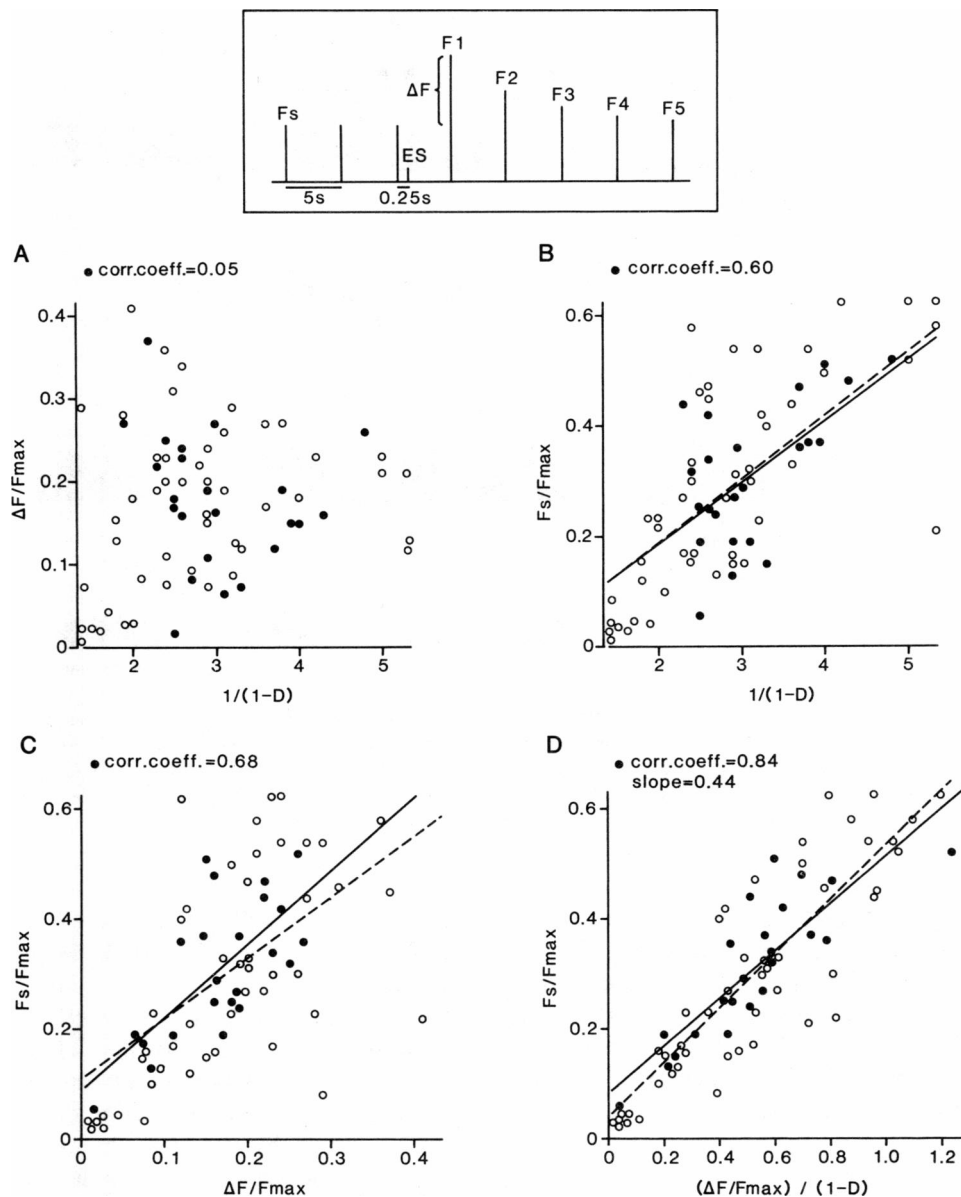 F1
ΔF
F2
F3
F4
F5
Fs
ES
5s
0.25s
A
● corr.coeff.=0.05
ΔF/Fmax
0.4
0.3
0.2
0.1
0
2
3
4
5
1/(1-D)
B
● corr.coeff.=0.60
Fs/Fmax
0.6
0.4
0.2
0
2
3
4
5
1/(1-D)
C
● corr.coeff.=0.68
Fs/Fmax
0.6
0.4
0.2
0
0
0.1
0.2
0.3
0.4
ΔF/Fmax
D
● corr.coeff.=0.84
slope=0.44
Fs/Fmax
0.6
0.4
0.2
0
0
0.2
0.4
0.6
0.8
1.0
1.2
(ΔF/Fmax) / (1-D)